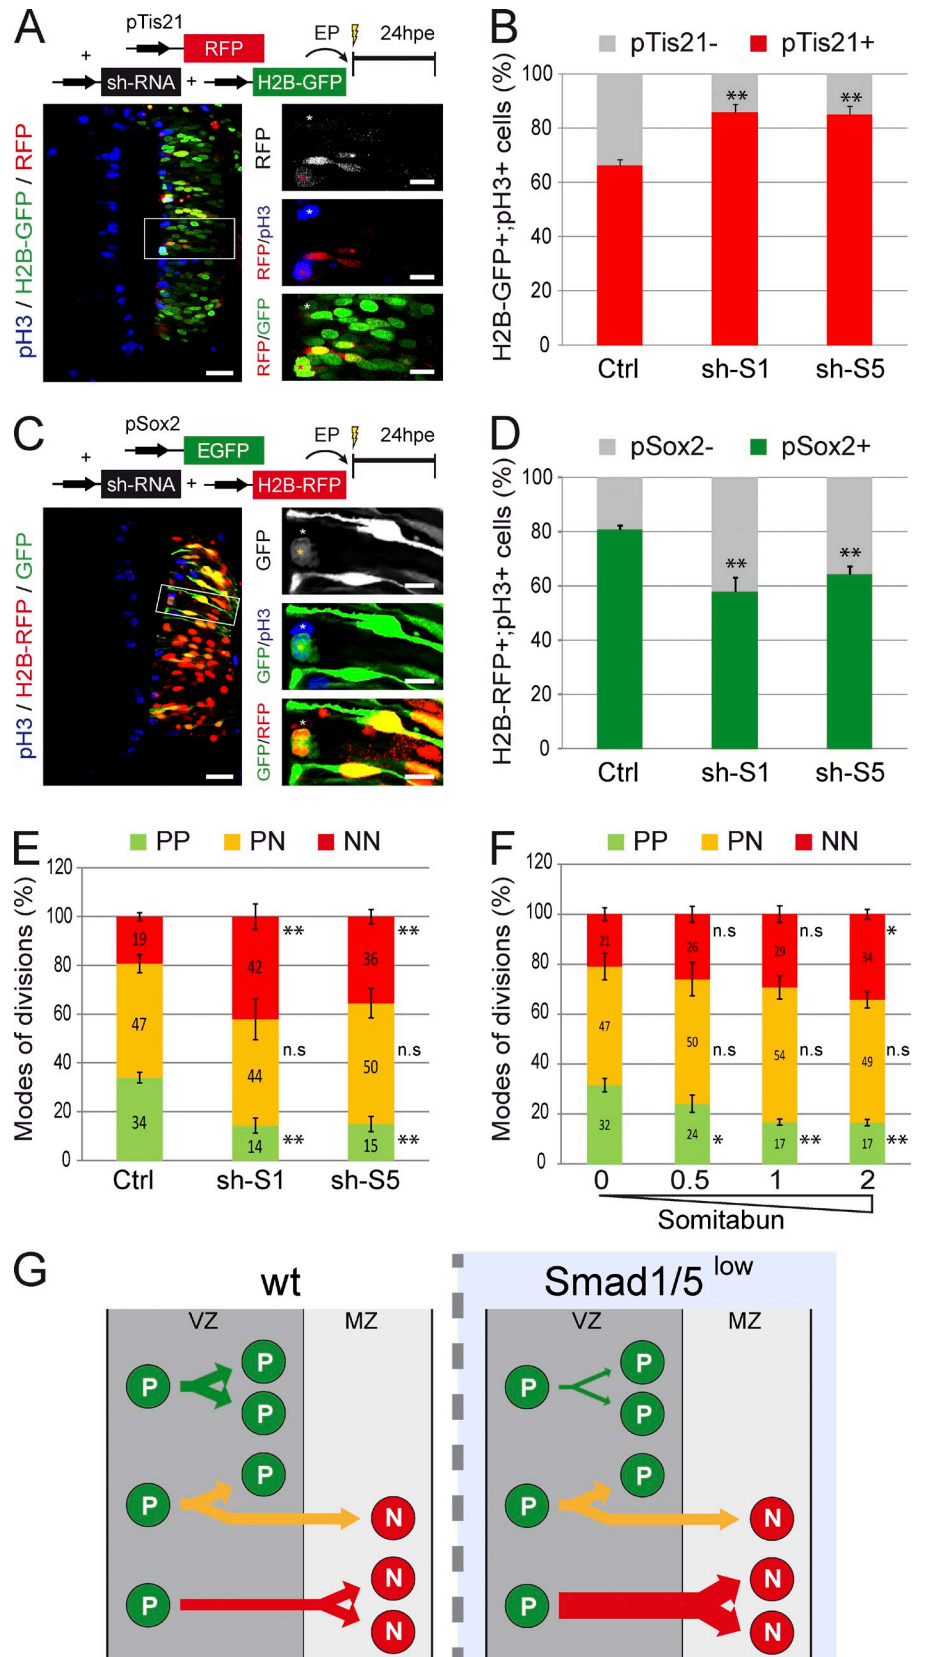 A
pTis21
RFP
+
sh-RNA
+
H2B-GFP
EP
24hpe
pH3 / H2B-GFP / RFP
*
RFP
*
*
RFP/pH3
*
*
RFP/GFP
*
B
pTis21-
pTis21+
H2B-GFP+;pH3+ cells (%)
100
80
60
40
20
0
**
**
Ctrl
sh-S1
sh-S5
C
pSox2
EGFP
+
sh-RNA
+
H2B-RFP
EP
24hpe
pH3 / H2B-RFP / GFP
*
*
GFP
*
*
GFP/pH3
*
*
GFP/RFP
D
pSox2-
pSox2+
H2B-RFP+;pH3+ cells (%)
100
80
60
40
20
0
**
**
Ctrl
sh-S1
sh-S5
E
PP
PN
NN
Modes of divisions (%)
120
100
80
60
40
20
0
19
47
34
42
44
14
**
n.s
**
36
50
15
**
n.s
**
Ctrl
sh-S1
sh-S5
F
PP
PN
NN
Modes of divisions (%)
120
100
80
60
40
20
0
21
47
32
26
50
24
n.s
n.s
*
29
54
17
n.s
n.s
**
34
49
17
*
n.s
**
0
0.5
1
2
Somitabun
G
wt
VZ
MZ
P
P
P
P
P
N
P
N
N
Smad1/5 low
VZ
MZ
P
P
P
P
P
N
P
N
N